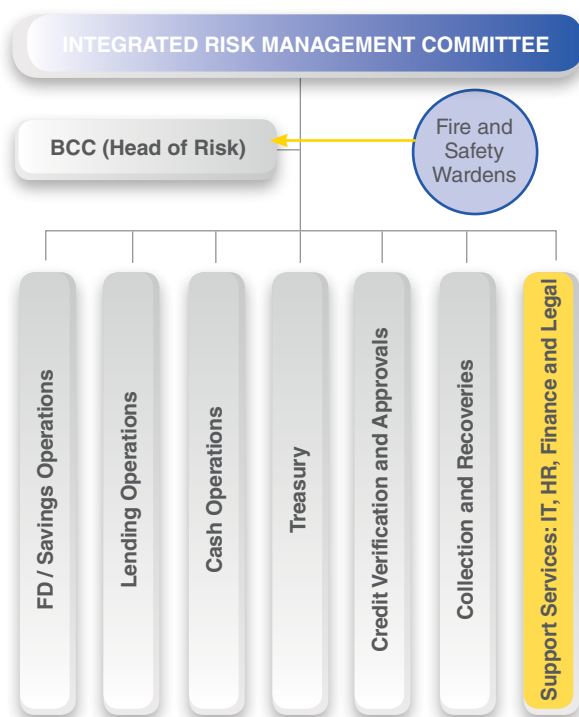 INTEGRATED RISK MANAGEMENT COMMITTEE
BCC (Head of Risk)
Fire and
Safety
Wardens
FD / Savings Operations
Lending Operations
Cash Operations
Treasury
Credit Verification and Approvals
Collection and Recoveries
Support Services: IT, HR, Finance and Legal